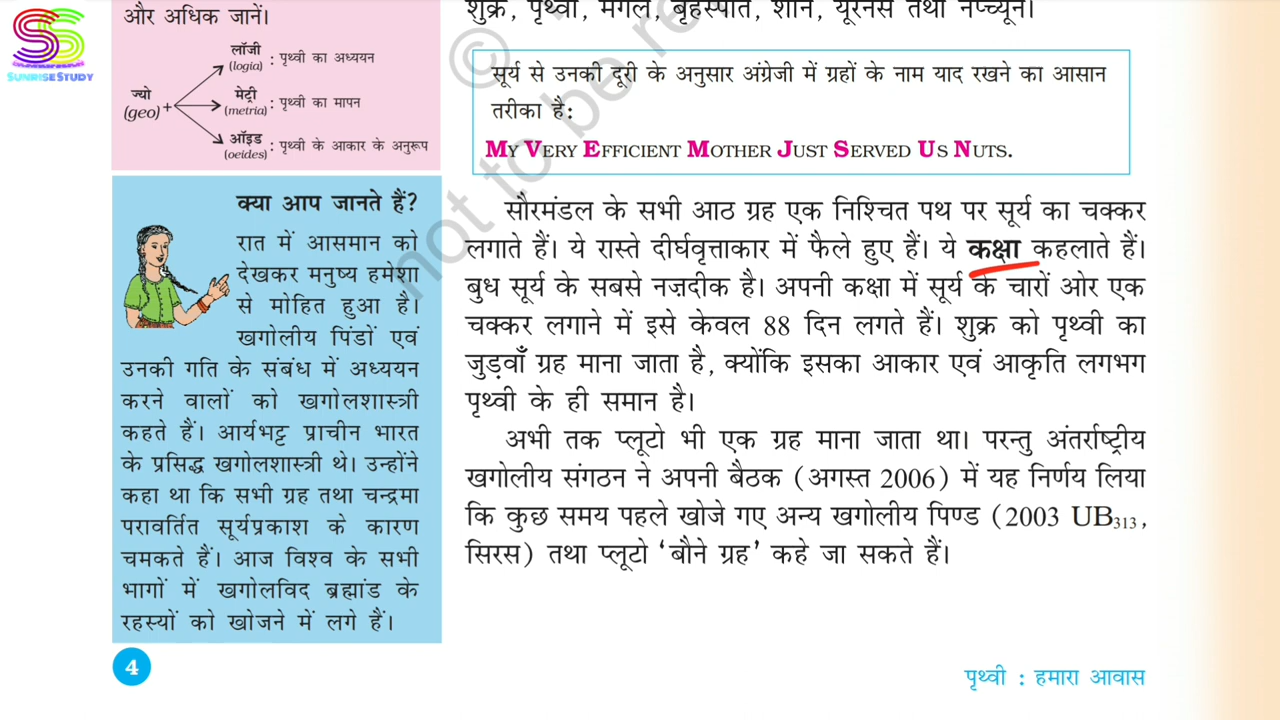 SS
SUNRISESTUDY
और अधिक जानें।
ज्यो
(geo)
+
लॉजी
(logia)
: पृथ्वी का अध्ययन
मेट्री
(metria)
: पृथ्वी का मापन
ऑइड
(oeides)
: पृथ्वी के आकार के अनुरूप
क्या आप जानते हैं?
रात में आसमान को
देखकर मनुष्य हमेशा
से मोहित हुआ है।
खगोलीय पिंडों एवं
उनकी गति के संबंध में अध्ययन
करने वालों को खगोलशास्त्री
कहते हैं। आर्यभट्ट प्राचीन भारत
के प्रसिद्ध खगोलशास्त्री थे। उन्होंने
कहा था कि सभी ग्रह तथा चन्द्रमा
परावर्तित सूर्यप्रकाश के कारण
चमकते हैं। आज विश्व के सभी
भागों में खगोलविद ब्रह्मांड के
रहस्यों को खोजने में लगे हैं।
शुक्र, पृथ्वी, मंगल, बृहस्पति, शनि, यूरेनस तथा नेप्च्यून।
सूर्य से उनकी दूरी के अनुसार अंग्रेजी में ग्रहों के नाम याद रखने का आसान
तरीका है:
MY VERY EFFICIENT MOTHER JUST SERVED US NUTS.
सौरमंडल के सभी आठ ग्रह एक निश्चित पथ पर सूर्य का चक्कर
लगाते हैं। ये रास्ते दीर्घवृत्ताकार में फैले हुए हैं। ये कक्षा कहलाते हैं।
बुध सूर्य के सबसे नज़दीक है। अपनी कक्षा में सूर्य के चारों ओर एक
चक्कर लगाने में इसे केवल 88 दिन लगते हैं। शुक्र को पृथ्वी का
जुड़वाँ ग्रह माना जाता है, क्योंकि इसका आकार एवं आकृति लगभग
पृथ्वी के ही समान है।
अभी तक प्लूटो भी एक ग्रह माना जाता था। परन्तु अंतर्राष्ट्रीय
खगोलीय संगठन ने अपनी बैठक (अगस्त 2006) में यह निर्णय लिया
कि कुछ समय पहले खोजे गए अन्य खगोलीय पिण्ड (2003 UB313,
सिरस) तथा प्लूटो ‘बौने ग्रह’ कहे जा सकते हैं।
© not to be re
4
पृथ्वी : हमारा आवास